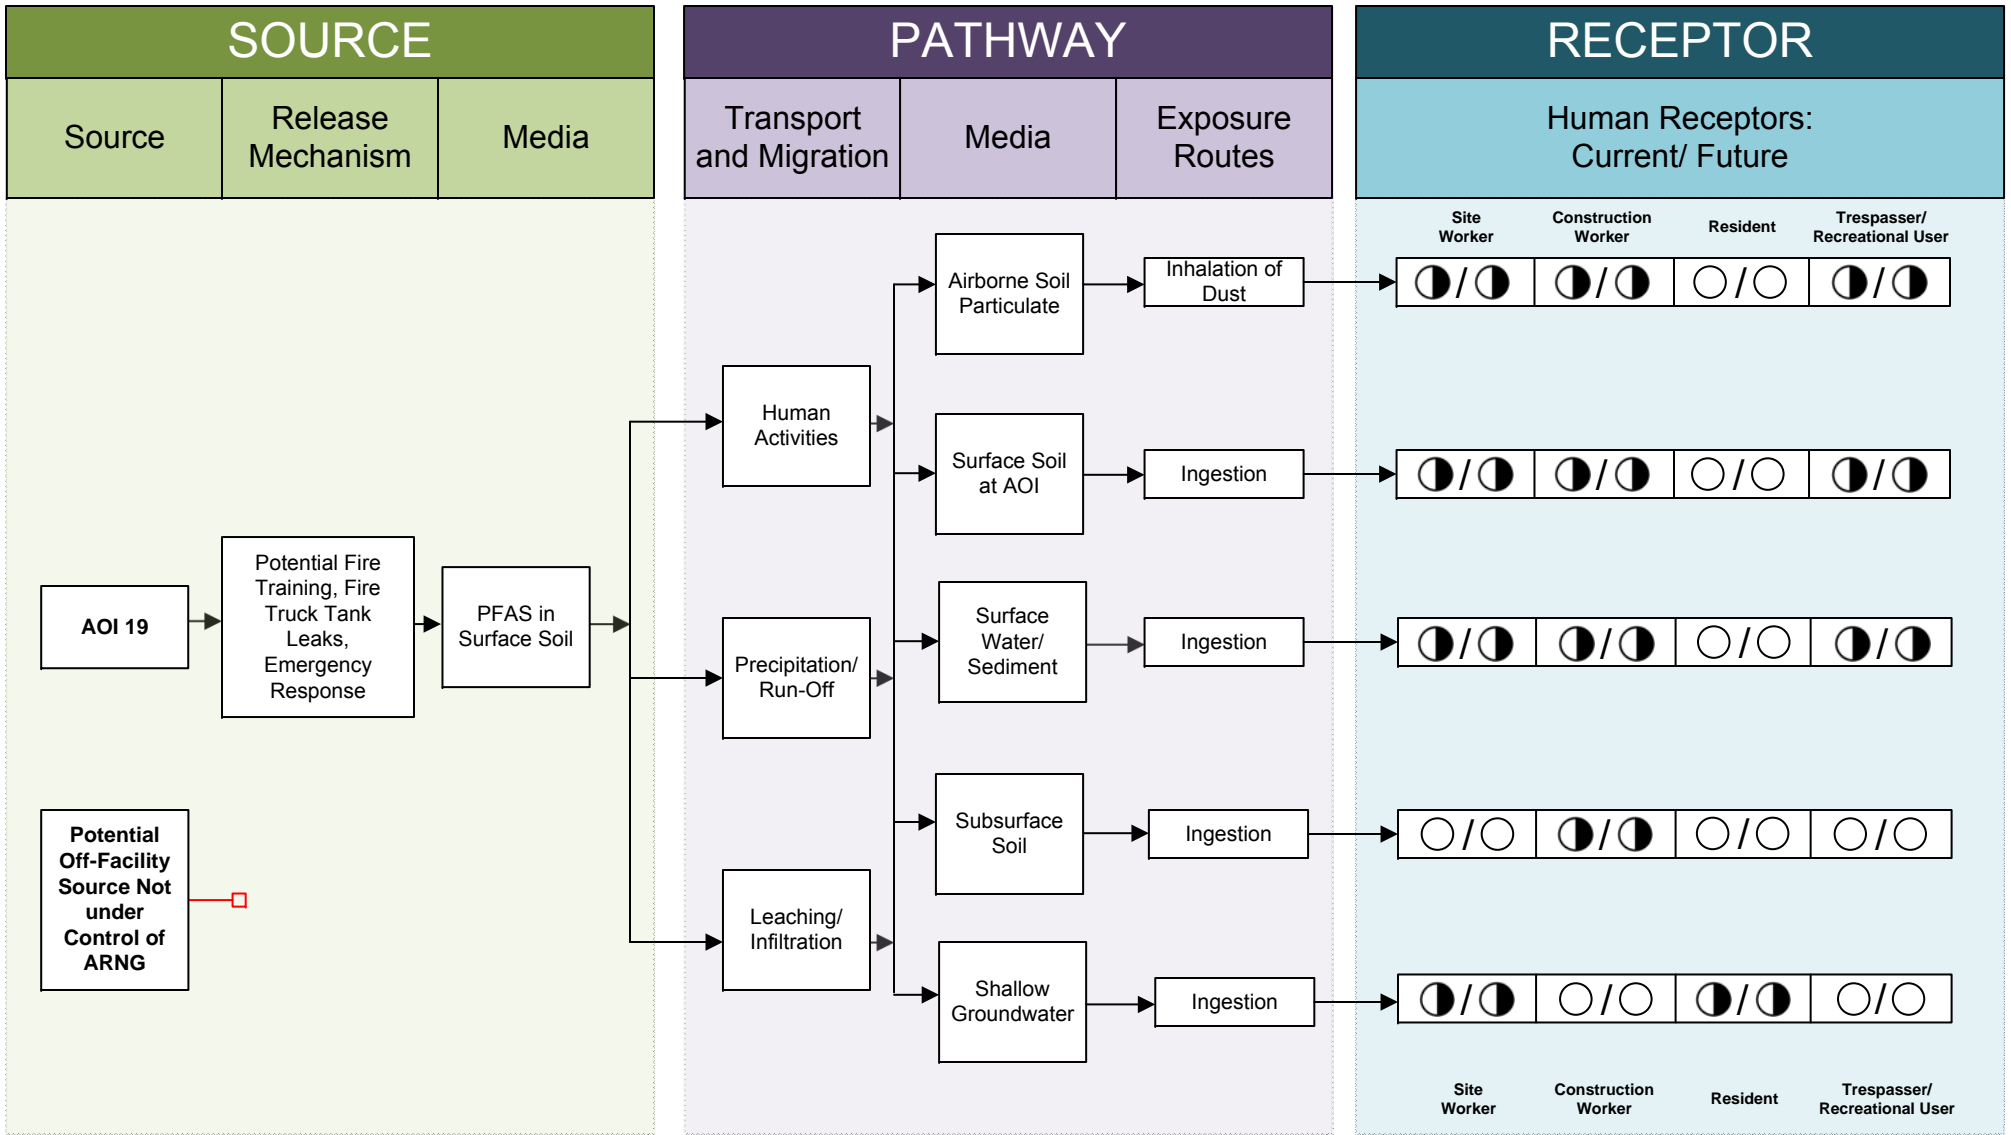 SOURCE
PATHWAY
RECEPTOR
Source
Release
Mechanism
Media
Transport
and Migration
Media
Exposure
Routes
Human Receptors:
Current/ Future
Site
Worker
Construction
Worker
Resident
Trespasser/
Recreational User
Airborne Soil
Particulate
Inhalation of
Dust
/
/
/
/
Human
Activities
Surface Soil
at AOI
Ingestion
/
/
/
/
AOI 19
Potential Fire
Training, Fire
Truck Tank
Leaks,
Emergency
Response
PFAS in
Surface Soil
Precipitation/
Run-Off
Surface
Water/
Sediment
Ingestion
/
/
/
/
Potential
Off-Facility
Source Not
under
Control of
ARNG
Subsurface
Soil
Ingestion
/
/
/
/
Leaching/
Infiltration
Shallow
Groundwater
Ingestion
/
/
/
/
Site
Worker
Construction
Worker
Resident
Trespasser/
Recreational User